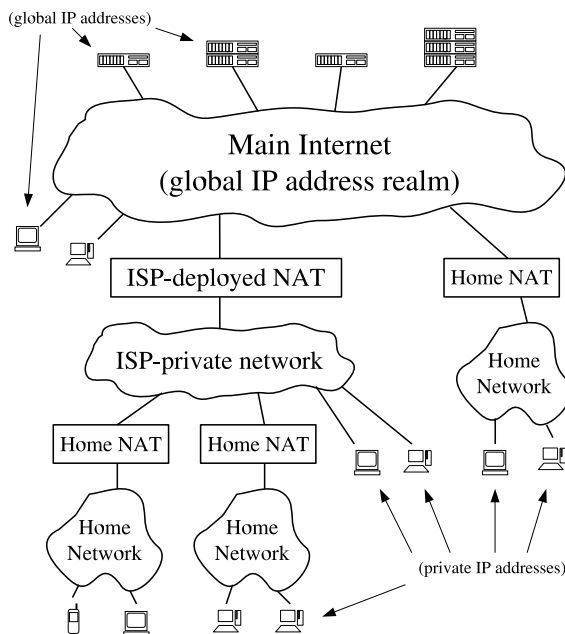 (global IP addresses)
Main Internet
(global IP address realm)
ISP-deployed NAT
Home NAT
ISP-private network
Home
Network
Home NAT
Home NAT
Home
Network
Home
Network
(private IP addresses)